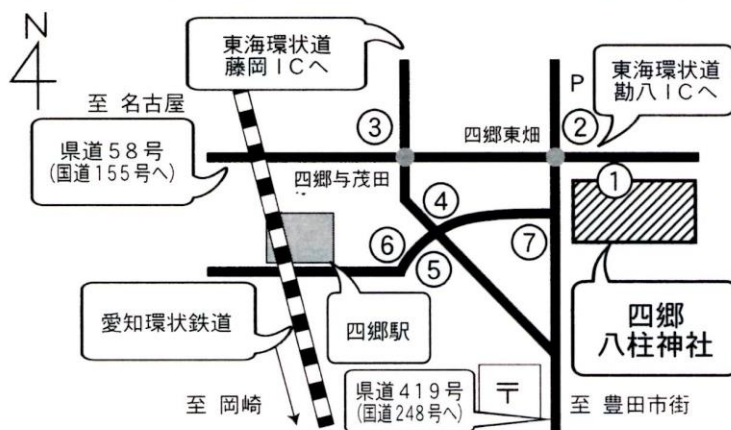 N
東海環状道
藤岡ICへ
至 名古屋
P
東海環状道
勘八ICへ
③
四郷東畑
②
県道58号
(国道155号へ)
四郷与茂田
①
④
⑥
⑤
⑦
愛知環状鉄道
四郷駅
四郷
八柱神社
至 岡崎
県道419号
(国道248号へ)
〒
至 豊田市街